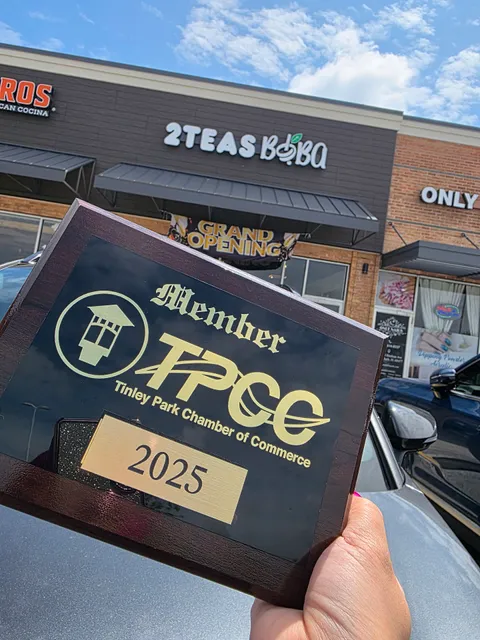 ROS
CAN COCINA
2TEAS BOBA
ONLY
GRAND
OPENING
Member
TPCC
Tinley Park Chamber of Commerce
2025